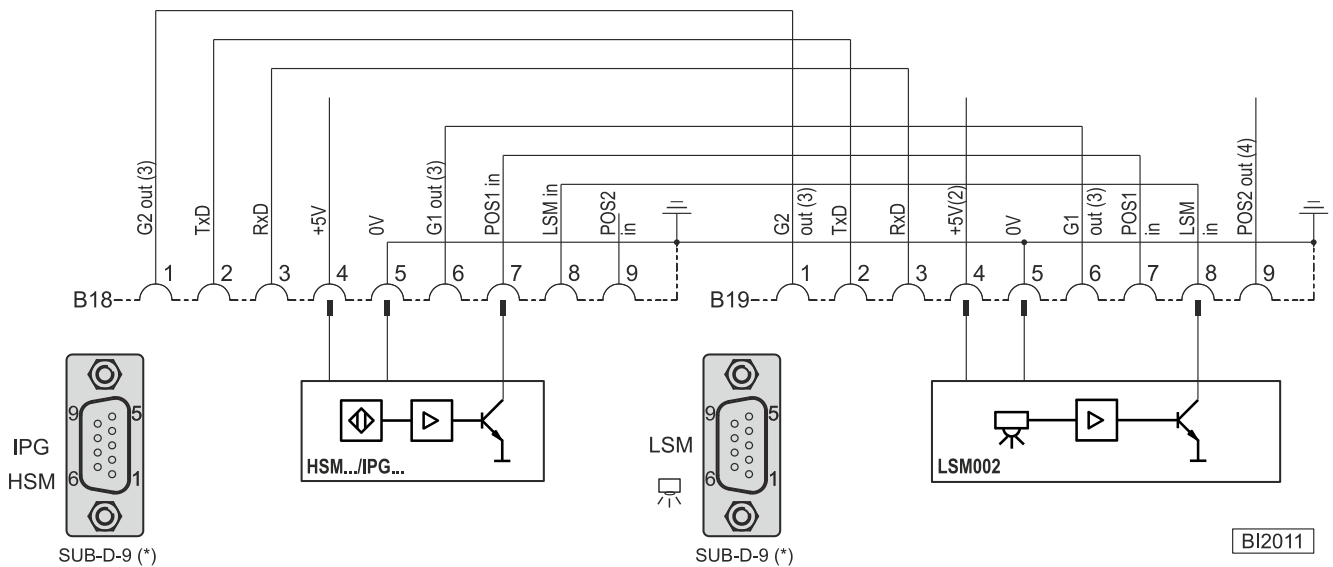 G2 out (3)
TxD
RxD
+5V
0V
G1 out (3)
POS1 in
LSM in
POS2
in
G2
out (3)
TxD
RxD
+5V(2)
0V
G1
out (3)
POS1
in
LSM
in
POS2 out (4)
B18 1 2 3 4 5 6 7 8 9
B19 1 2 3 4 5 6 7 8 9
IPG
HSM
9 5
6 1
SUB-D-9 (*)
HSM.../IPG...
LSM
9 5
6 1
SUB-D-9 (*)
LSM002
BI2011